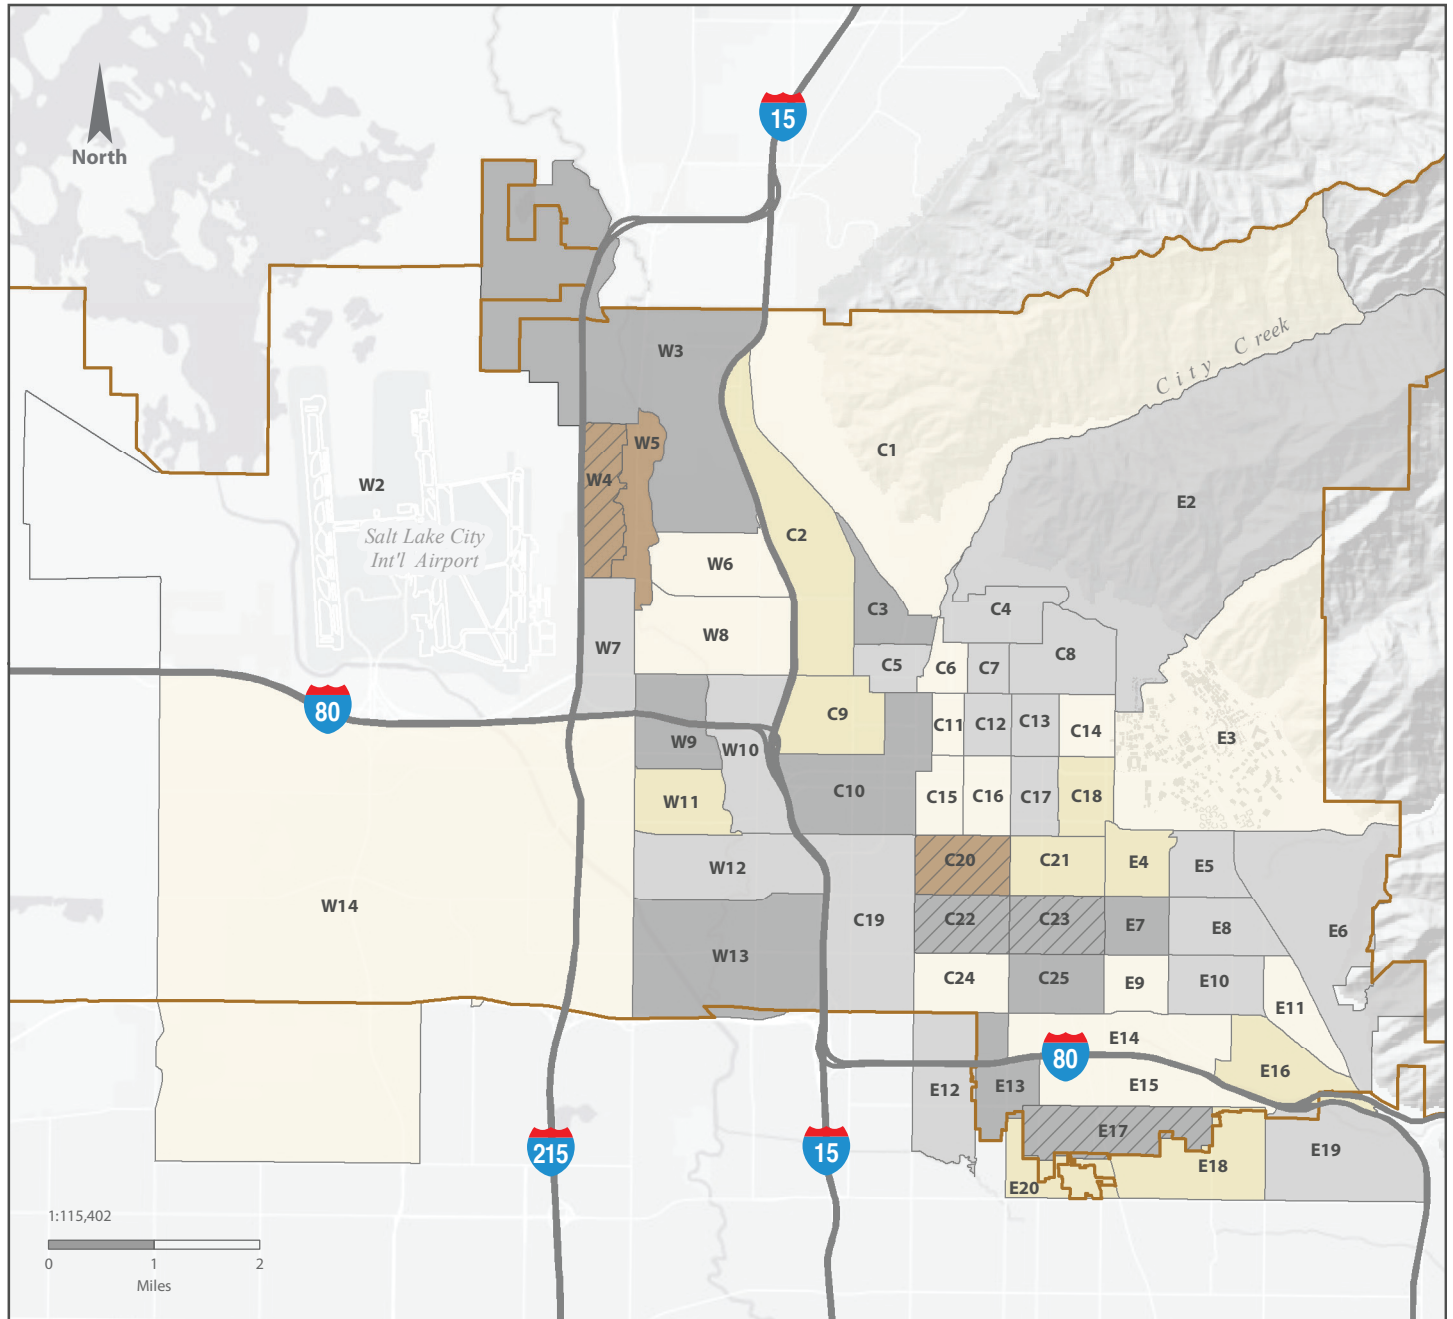 15
North
W3
City Creek
C1
W5
W4
W2
E2
Salt Lake City
Int'l Airport
C2
W6
C3
C4
W8
W7
C8
C5
C6
C7
80
C9
C11
C12
C13
C14
E3
W9
W10
C10
C15
C16
C17
C18
W11
C20
C21
E4
E5
W12
W14
C19
C22
C23
E7
E8
E6
W13
C24
C25
E9
E10
E11
E14
80
E16
E12
E13
E15
E17
215
15
E19
E18
E20
1:115,402
0 1 2
Miles